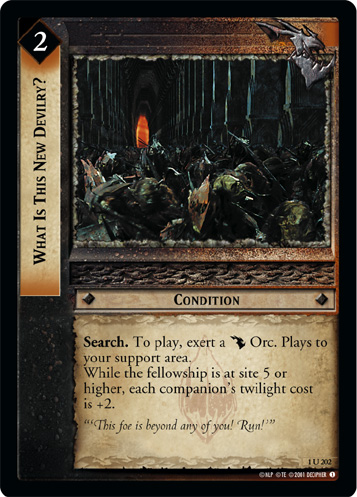 2
What Is This New Devilry?
Condition
Search. To play, exert a Orc. Plays to
your support area.
While the fellowship is at site 5 or
higher, each companion's twilight cost
is +2.
“‘This foe is beyond any of you! Run!’”
1 U 202
©NLP ©TE ©2001 DECIPHER